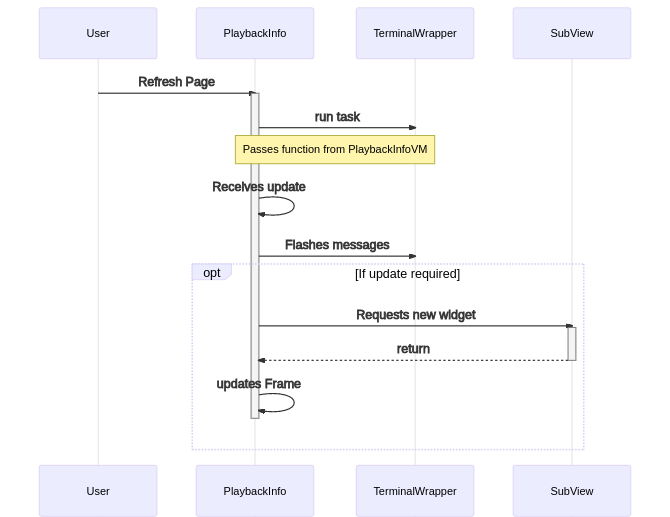 User PlaybackInfo TerminalWrapper SubView
Refresh Page
run task
Passes function from PlaybackInfoVM
Receives update
Flashes messages
opt [If update required]
Requests new widget
return
updates Frame
User PlaybackInfo TerminalWrapper SubView